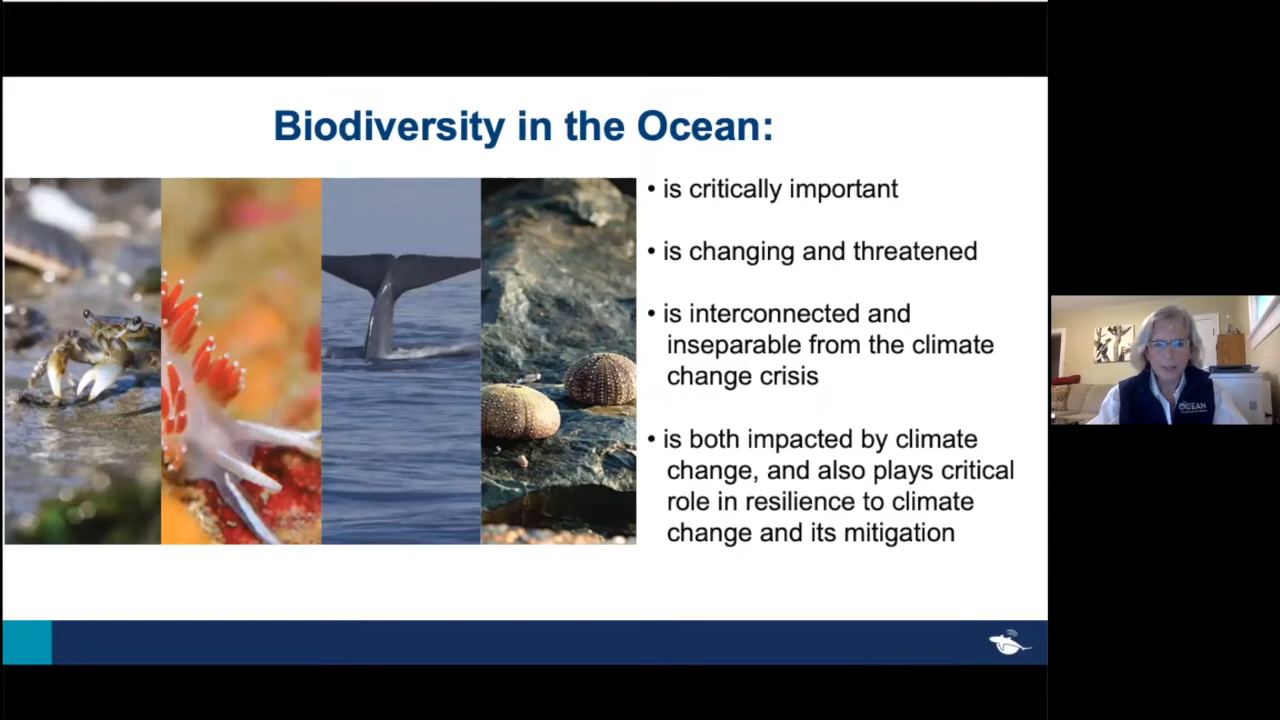 Biodiversity in the Ocean:
• is critically important
• is changing and threatened
• is interconnected and
inseparable from the climate
change crisis
• is both impacted by climate
change, and also plays critical
role in resilience to climate
change and its mitigation
OCEAN